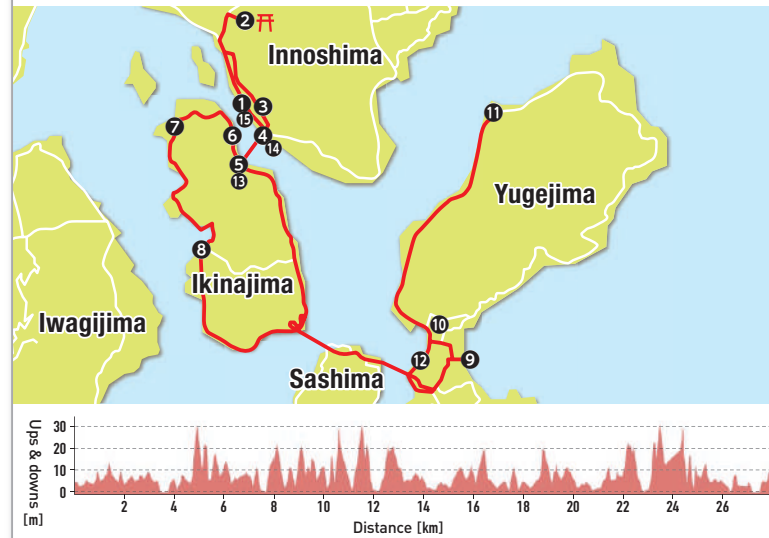 2
Innoshima
1 3
15
7 6 4
14
11
5
13
Yugejima
8
Ikinajima
Iwagijima
10
Sashima
12 9
Ups & downs
[m]
30
20
10
0
2 4 6 8 10 12 14 16 18 20 22 24 26
Distance [km]